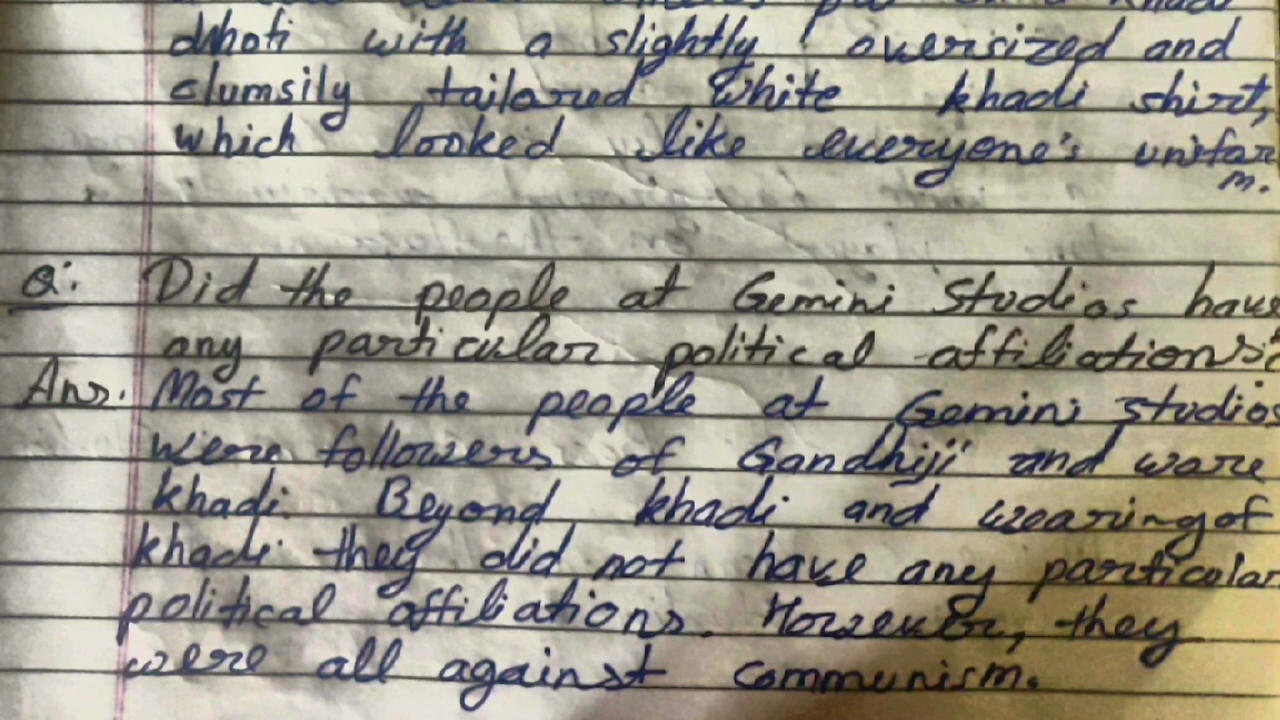 dhoti with a slightly oversized and
clumsily tailored white khadi shirt,
which looked like everyone's unifor
m.
Q. Did the people at Gemini Studios have
any particular political affiliations?
Ans. Most of the people at Gemini studios
were followers of Gandhiji and wore
khadi. Beyond khadi and wearing of
khadi they did not have any particular
political affiliations. However, they
were all against communism.